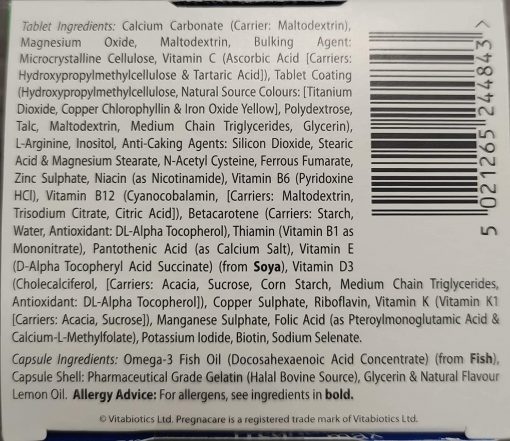 Tablet Ingredients: Calcium Carbonate (Carrier: Maltodextrin),
Magnesium Oxide, Maltodextrin, Bulking Agent:
Microcrystalline Cellulose, Vitamin C (Ascorbic Acid [Carriers:
Hydroxypropylmethylcellulose & Tartaric Acid]), Tablet Coating
(Hydroxypropylmethylcellulose, Natural Source Colours: [Titanium
Dioxide, Copper Chlorophyllin & Iron Oxide Yellow], Polydextrose,
Talc, Maltodextrin, Medium Chain Triglycerides, Glycerin),
L-Arginine, Inositol, Anti-Caking Agents: Silicon Dioxide, Stearic
Acid & Magnesium Stearate, N-Acetyl Cysteine, Ferrous Fumarate,
Zinc Sulphate, Niacin (as Nicotinamide), Vitamin B6 (Pyridoxine
HCl), Vitamin B12 (Cyanocobalamin, [Carriers: Maltodextrin,
Trisodium Citrate, Citric Acid]), Betacarotene (Carriers: Starch,
Water, Antioxidant: DL-Alpha Tocopherol), Thiamin (Vitamin B1 as
Mononitrate), Pantothenic Acid (as Calcium Salt), Vitamin E
(D-Alpha Tocopheryl Acid Succinate) (from Soya), Vitamin D3
(Cholecalciferol, [Carriers: Acacia, Sucrose, Corn Starch, Medium Chain Triglycerides,
Antioxidant: DL-Alpha Tocopherol]), Copper Sulphate, Riboflavin, Vitamin K (Vitamin K1
[Carriers: Acacia, Sucrose]), Manganese Sulphate, Folic Acid (as Pteroylmonoglutamic Acid &
Calcium-L-Methylfolate), Potassium Iodide, Biotin, Sodium Selenate.
Capsule Ingredients: Omega-3 Fish Oil (Docosahexaenoic Acid Concentrate) (from Fish),
Capsule Shell: Pharmaceutical Grade Gelatin (Halal Bovine Source), Glycerin & Natural Flavour
Lemon Oil. Allergy Advice: For allergens, see ingredients in bold.
© Vitabiotics Ltd. Pregnacare is a registered trade mark of Vitabiotics Ltd.
5 021265 244843 >